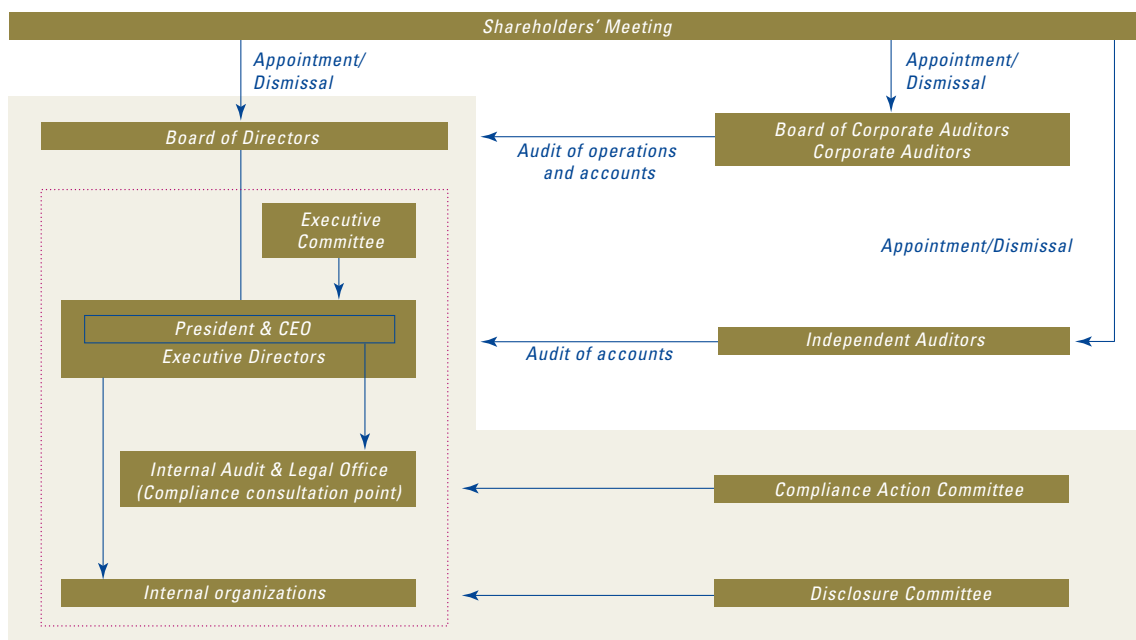 Shareholders' Meeting
Appointment/
Dismissal
Appointment/
Dismissal
Board of Directors
Board of Corporate Auditors
Corporate Auditors
Audit of operations
and accounts
Executive
Committee
Appointment/Dismissal
President & CEO
Executive Directors
Independent Auditors
Audit of accounts
Internal Audit & Legal Office
(Compliance consultation point)
Compliance Action Committee
Internal organizations
Disclosure Committee